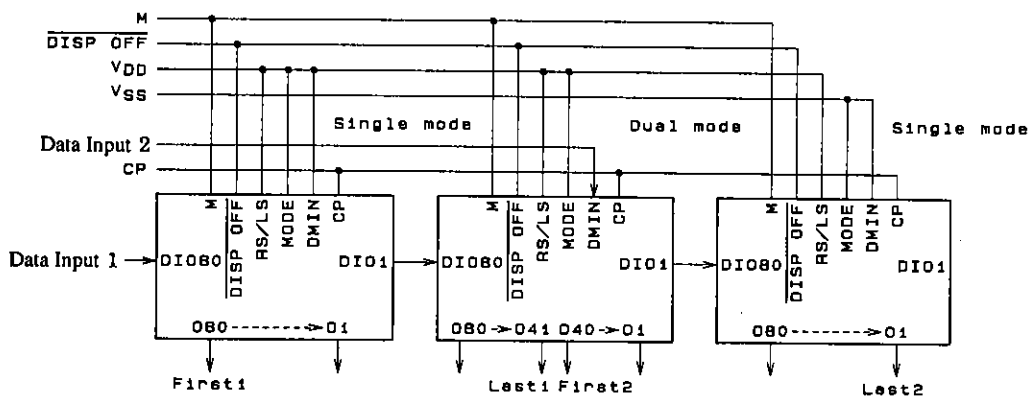 M
DISP OFF
VDD
VSS
Single mode Dual mode Single mode
Data Input 2
CP
M DISP OFF RS/LS MODE DMIN CP
M DISP OFF RS/LS MODE DMIN CP
M DISP OFF RS/LS MODE DMIN CP
Data Input 1 DIO80 DIO1 DIO80 DIO1 DIO80 DIO1
O80 O1 O80 O41 O40 O1 O80 O1
First1 Last1 First2 Last2